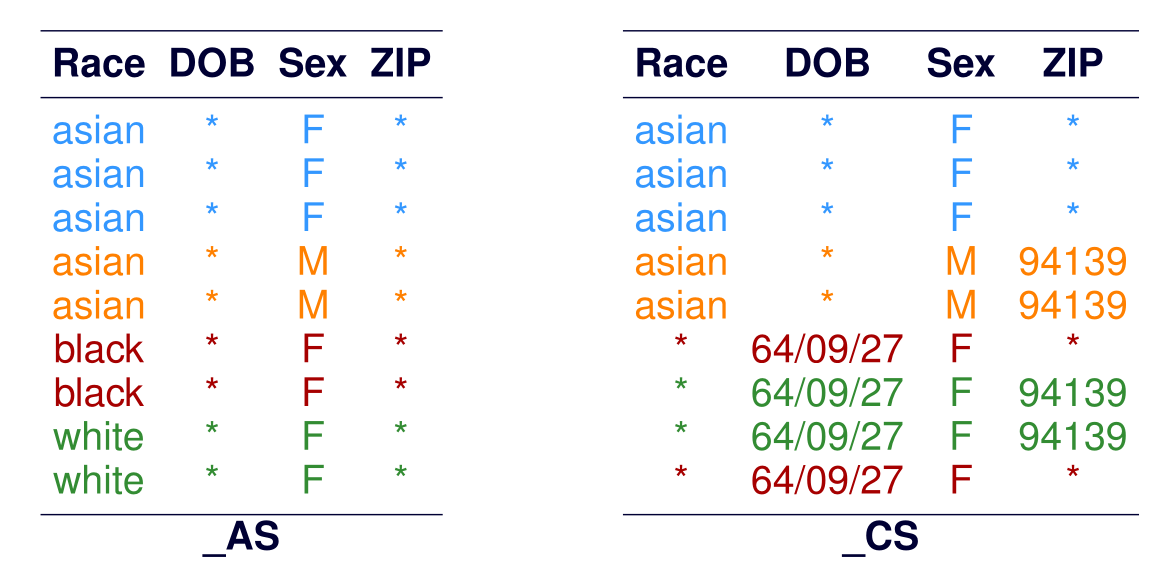 Race DOB Sex ZIP
asian * F *
asian * F *
asian * F *
asian * M *
asian * M *
black * F *
black * F *
white * F *
white * F *
_AS
Race DOB Sex ZIP
asian * F *
asian * F *
asian * F *
asian * M 94139
asian * M 94139
* 64/09/27 F *
* 64/09/27 F 94139
* 64/09/27 F 94139
* 64/09/27 F *
_CS